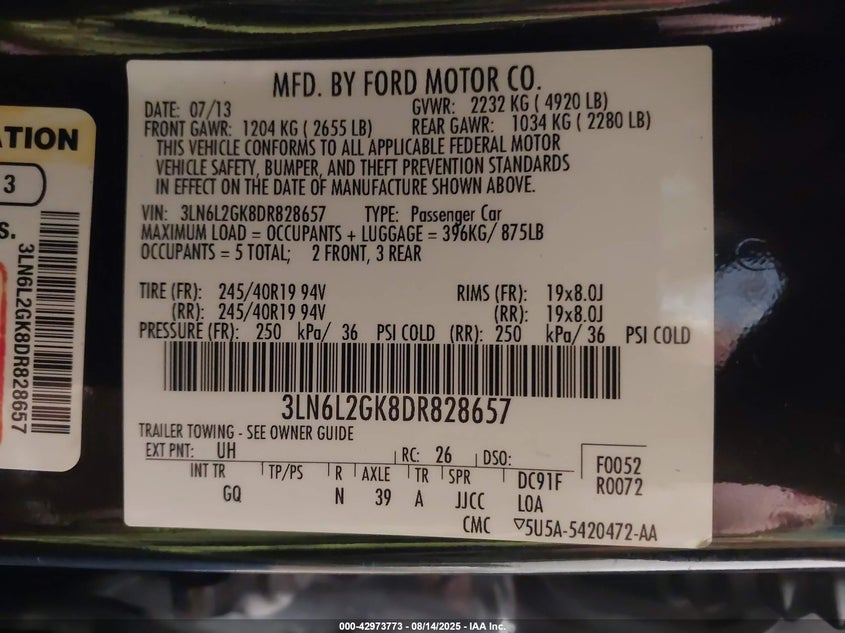 MFD. BY FORD MOTOR CO.
DATE: 07/13 GVWR: 2232 KG ( 4920 LB)
FRONT GAWR: 1204 KG ( 2655 LB) REAR GAWR: 1034 KG ( 2280 LB)
THIS VEHICLE CONFORMS TO ALL APPLICABLE FEDERAL MOTOR
VEHICLE SAFETY, BUMPER, AND THEFT PREVENTION STANDARDS
IN EFFECT ON THE DATE OF MANUFACTURE SHOWN ABOVE.
VIN: 3LN6L2GK8DR828657 TYPE: Passenger Car
MAXIMUM LOAD = OCCUPANTS + LUGGAGE = 396KG/ 875LB
OCCUPANTS = 5 TOTAL; 2 FRONT, 3 REAR
TIRE (FR): 245/40R19 94V RIMS (FR): 19x8.0J
(RR): 245/40R19 94V (RR): 19x8.0J
PRESSURE (FR): 250 kPa/ 36 PSI COLD (RR): 250 kPa/ 36 PSI COLD
3LN6L2GK8DR828657
TRAILER TOWING - SEE OWNER GUIDE
EXT PNT: UH RC: 26 DSO: F0052
INT TR TP/PS R AXLE TR SPR DC91F R0072
GQ N 39 A JJCC LOA
CMC ▽5U5A-5420472-AA
ATION
3
S.
3LN6L2GK8DR828657
000-42973773 - 08/14/2025 - IAA Inc.